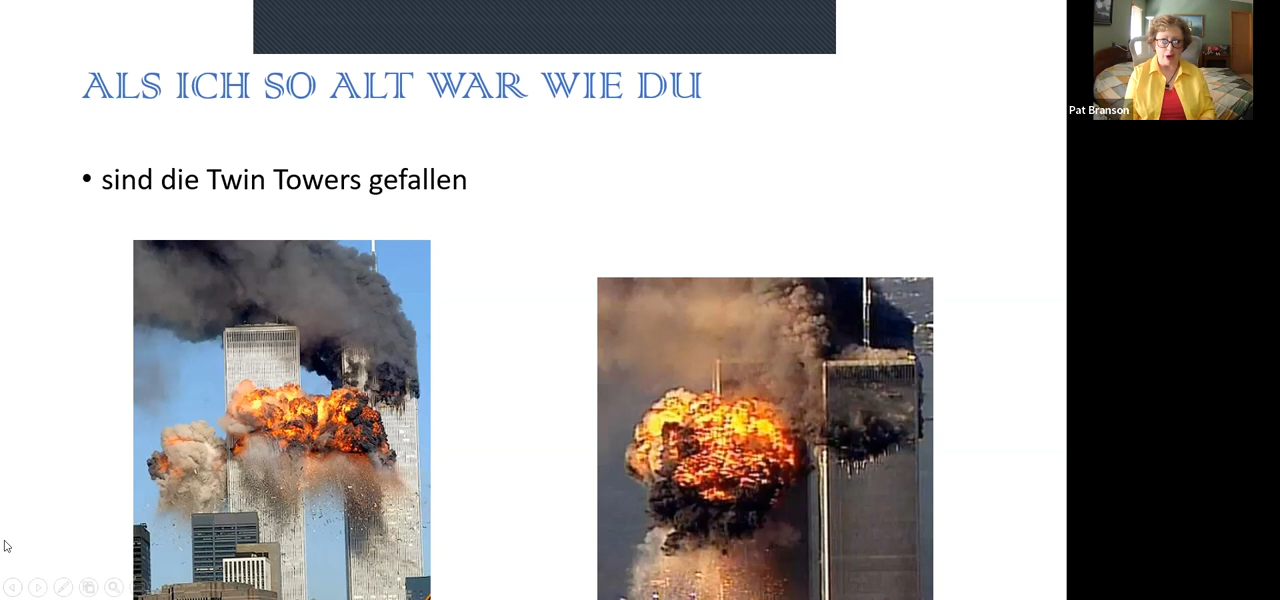 ALS ICH SO ALT WAR WIE DU
• sind die Twin Towers gefallen
Pat Branson